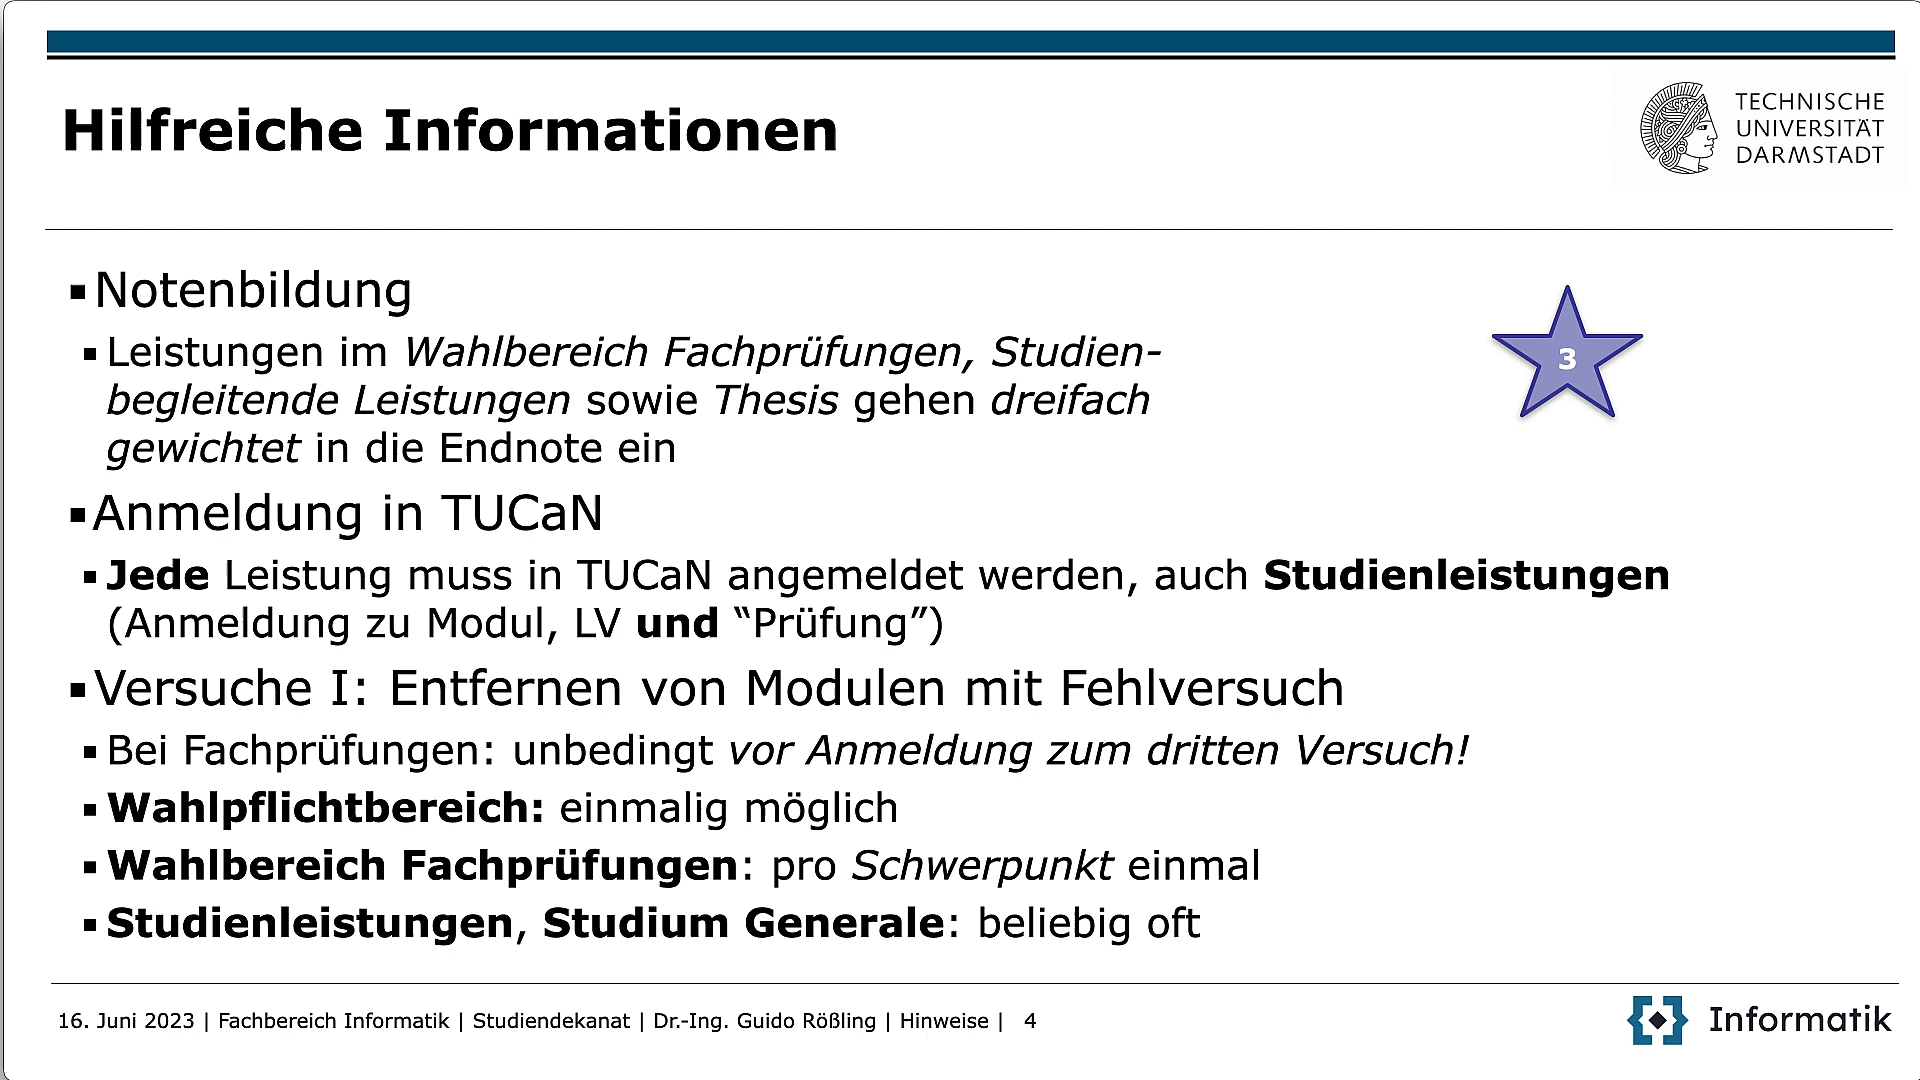 Hilfreiche Informationen
TECHNISCHE
UNIVERSITÄT
DARMSTADT
▪Notenbildung
▪Leistungen im Wahlbereich Fachprüfungen, Studien-
begleitende Leistungen sowie Thesis gehen dreifach
gewichtet in die Endnote ein
3
▪Anmeldung in TUCaN
▪Jede Leistung muss in TUCaN angemeldet werden, auch Studienleistungen
(Anmeldung zu Modul, LV und “Prüfung”)
▪Versuche I: Entfernen von Modulen mit Fehlversuch
▪Bei Fachprüfungen: unbedingt vor Anmeldung zum dritten Versuch!
▪Wahlpflichtbereich: einmalig möglich
▪Wahlbereich Fachprüfungen: pro Schwerpunkt einmal
▪Studienleistungen, Studium Generale: beliebig oft
16. Juni 2023 | Fachbereich Informatik | Studiendekanat | Dr.-Ing. Guido Rößling | Hinweise | 4
Informatik